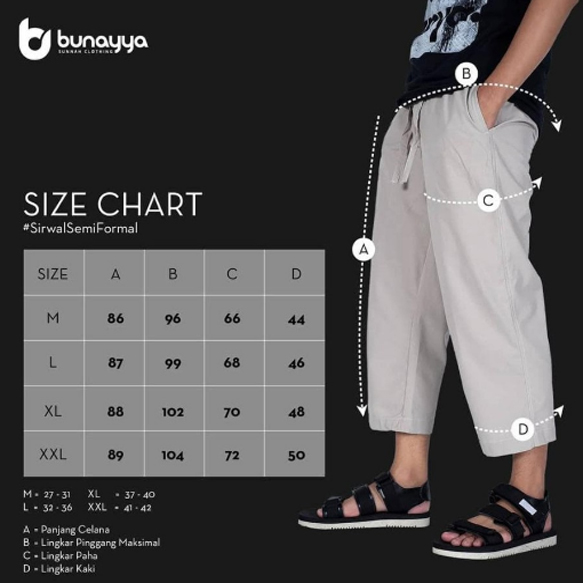 bunayya
SUNNAH CLOTHING
SIZE CHART
#SirwalSemiFormal
SIZE A B C D
M 86 96 66 44
L 87 99 68 46
XL 88 102 70 48
XXL 89 104 72 50
M = 27 - 31 XL = 37 - 40
L = 32 - 36 XXL = 41 - 42
A = Panjang Celana
B = Lingkar Pinggang Maksimal
C = Lingkar Paha
D = Lingkar Kaki
B
C
A
D